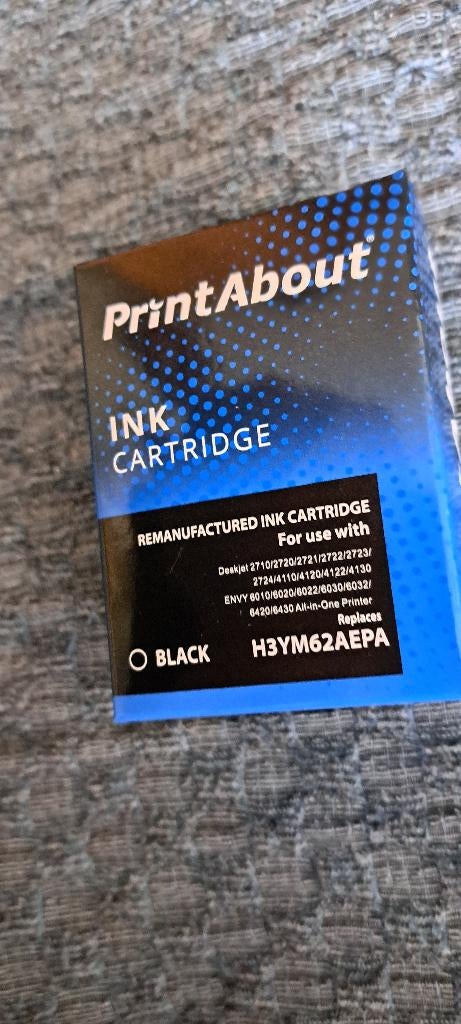 PrintAbout®
INK
CARTRIDGE
REMANUFACTURED INK CARTRIDGE
For use with
Deskjet 2710/2720/2721/2722/2723/
2724/4110/4120/4122/4130
ENVY 6010/6020/6022/6030/6032/
6420/6430 All-in-One Printer
Replaces
BLACK H3YM62AEPA